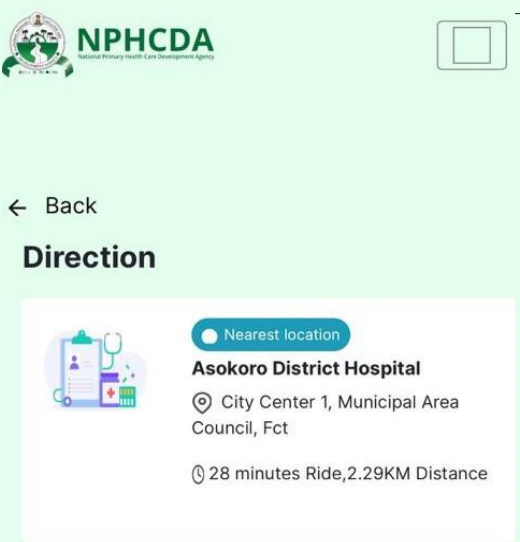 NPHCDA
National Primary Health Care Development Agency
← Back
Direction
Nearest location
Asokoro District Hospital
City Center 1, Municipal Area
Council, Fct
28 minutes Ride,2.29KM Distance